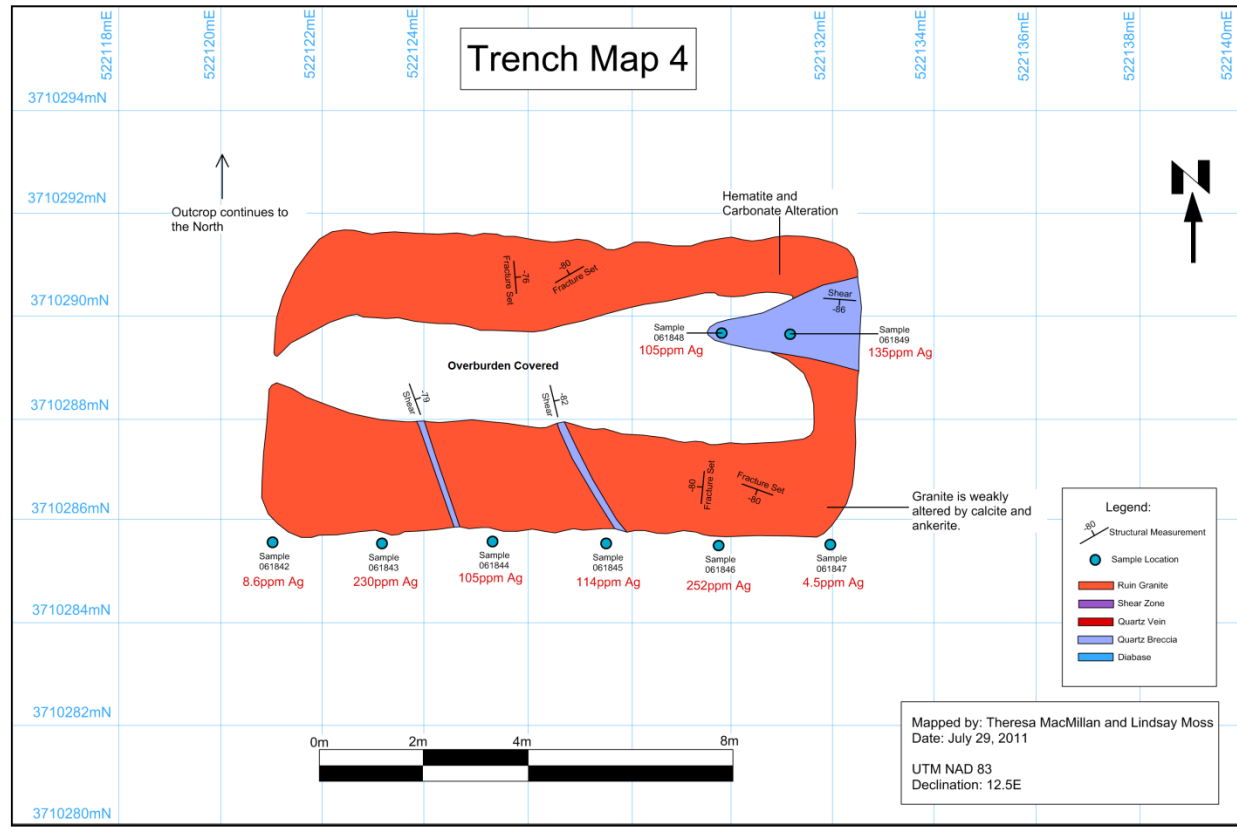 522118mE
522120mE
522122mE
522124mE
522132mE
522134mE
522136mE
522138mE
522140mE
Trench Map 4
3710294mN
3710292mN
3710290mN
3710288mN
3710286mN
3710284mN
3710282mN
3710280mN
N
Outcrop continues to
the North
Hematite and
Carbonate Alteration
-76
Fracture Set
-80
Fracture Set
Shear
-86
Sample
061848
105ppm Ag
Sample
061849
135ppm Ag
Overburden Covered
-79
Shear
-82
Shear
-80
Fracture Set
Fracture Set
-80
Granite is weakly
altered by calcite and
ankerite.
Sample
061842
8.6ppm Ag
Sample
061843
230ppm Ag
Sample
061844
105ppm Ag
Sample
061845
114ppm Ag
Sample
061846
252ppm Ag
Sample
061847
4.5ppm Ag
Legend:
-80
Structural Measurement
Sample Location
Ruin Granite
Shear Zone
Quartz Vein
Quartz Breccia
Diabase
0m 2m 4m 8m
Mapped by: Theresa MacMillan and Lindsay Moss
Date: July 29, 2011
UTM NAD 83
Declination: 12.5E